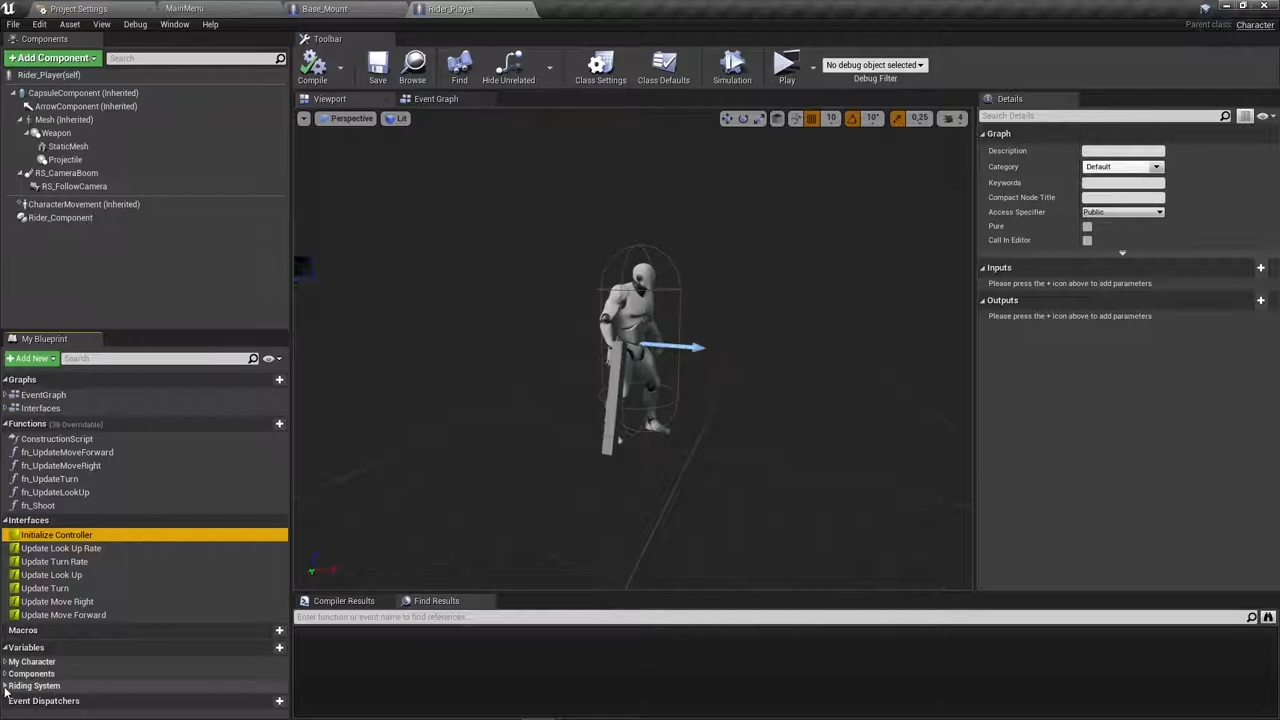 Project Settings
MainMenu
Base_Mount
Rider_Player
File Edit Asset View Debug Window Help
Parent class: Character
Components
Toolbar
+Add Component
Search
Rider_Player(self)
CapsuleComponent (Inherited)
ArrowComponent (Inherited)
Mesh (Inherited)
Weapon
StaticMesh
Projectile
RS_CameraBoom
RS_FollowCamera
CharacterMovement (Inherited)
Rider_Component
Compile
Save
Browse
Find
Hide Unrelated
Class Settings
Class Defaults
Simulation
Play
No debug object selected
Debug Filter
Viewport
Event Graph
Perspective
Lit
10
10°
0,25
4
Details
Search Details
Graph
Description
Category
Default
Keywords
Compact Node Title
Access Specifier
Public
Pure
Call In Editor
Inputs
Please press the + icon above to add parameters
Outputs
Please press the + icon above to add parameters
My Blueprint
+Add New
Search
Graphs
EventGraph
Interfaces
Functions (39 Overridable)
ConstructionScript
fn_UpdateMoveForward
fn_UpdateMoveRight
fn_UpdateTurn
fn_UpdateLookUp
fn_Shoot
Interfaces
Initialize Controller
Update Look Up Rate
Update Turn Rate
Update Look Up
Update Turn
Update Move Right
Update Move Forward
Macros
Variables
My Character
Components
Riding System
Event Dispatchers
Compiler Results
Find Results
Enter function or event name to find references...